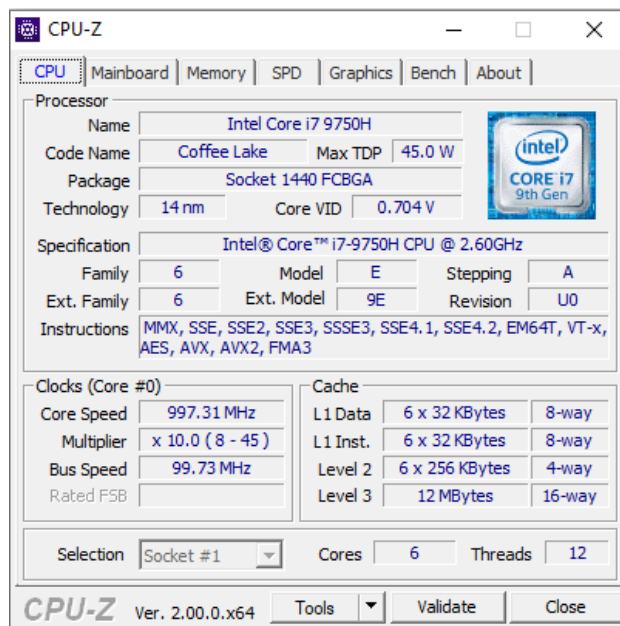 CPU-Z
CPU Mainboard Memory SPD Graphics Bench About
Processor
Name Intel Core i7 9750H
Code Name Coffee Lake Max TDP 45.0 W
Package Socket 1440 FCBGA
Technology 14 nm Core VID 0.704 V
intel
CORE i7
9th Gen
Specification Intel® Core™ i7-9750H CPU @ 2.60GHz
Family 6 Model E Stepping A
Ext. Family 6 Ext. Model 9E Revision U0
Instructions MMX, SSE, SSE2, SSE3, SSSE3, SSE4.1, SSE4.2, EM64T, VT-x,
AES, AVX, AVX2, FMA3
Clocks (Core #0)
Core Speed 997.31 MHz
Multiplier x 10.0 ( 8 - 45 )
Bus Speed 99.73 MHz
Rated FSB
Cache
L1 Data 6 x 32 KBytes 8-way
L1 Inst. 6 x 32 KBytes 8-way
Level 2 6 x 256 KBytes 4-way
Level 3 12 MBytes 16-way
Selection Socket #1 Cores 6 Threads 12
CPU-Z Ver. 2.00.0.x64 Tools Validate Close